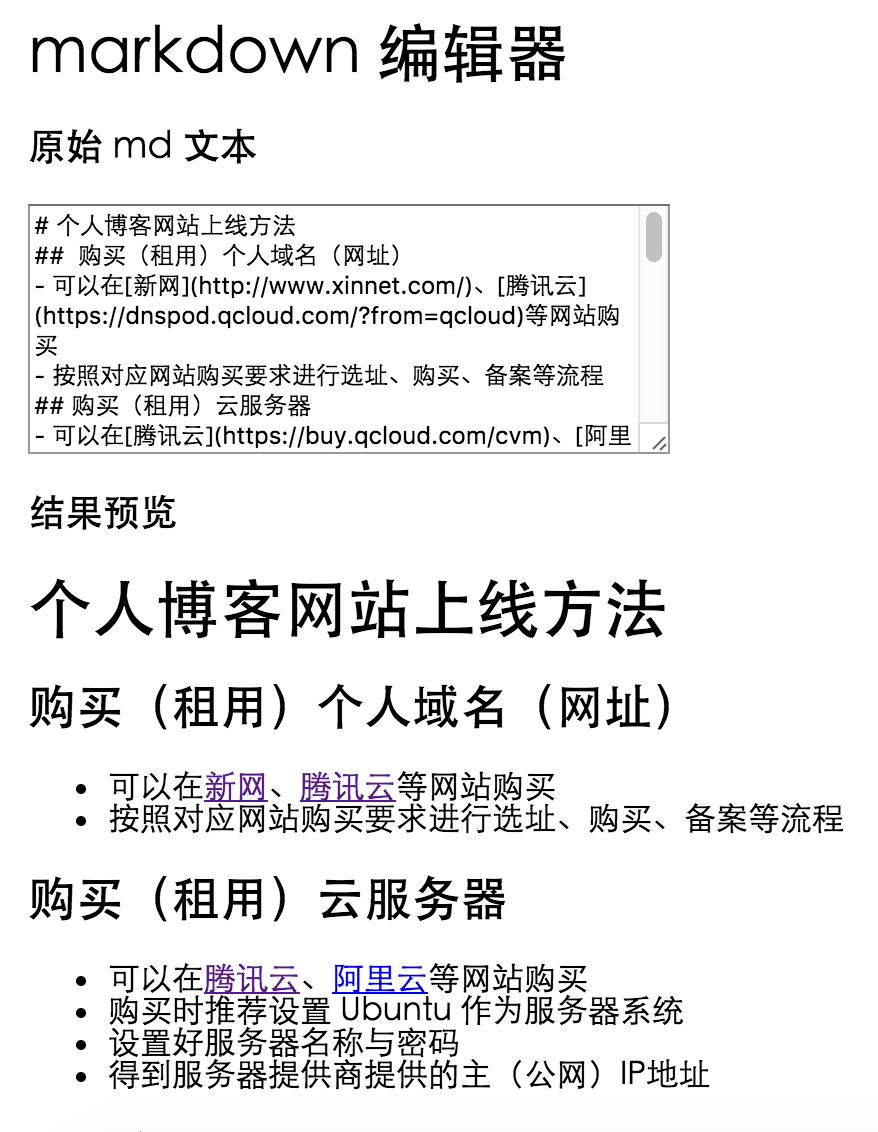 markdown 编辑器
原始 md 文本
# 个人博客网站上线方法
##  购买（租用）个人域名（网址）
- 可以在[新网](http://www.xinnet.com/)、[腾讯云]
(https://dnspod.qcloud.com/?from=qcloud)等网站购
买
- 按照对应网站购买要求进行选址、购买、备案等流程
## 购买（租用）云服务器
- 可以在[腾讯云](https://buy.qcloud.com/cvm)、[阿里
结果预览
个人博客网站上线方法
购买（租用）个人域名（网址）
• 可以在新网、腾讯云等网站购买
• 按照对应网站购买要求进行选址、购买、备案等流程
购买（租用）云服务器
• 可以在腾讯云、阿里云等网站购买
• 购买时推荐设置 Ubuntu 作为服务器系统
• 设置好服务器名称与密码
• 得到服务器提供商提供的主（公网）IP地址